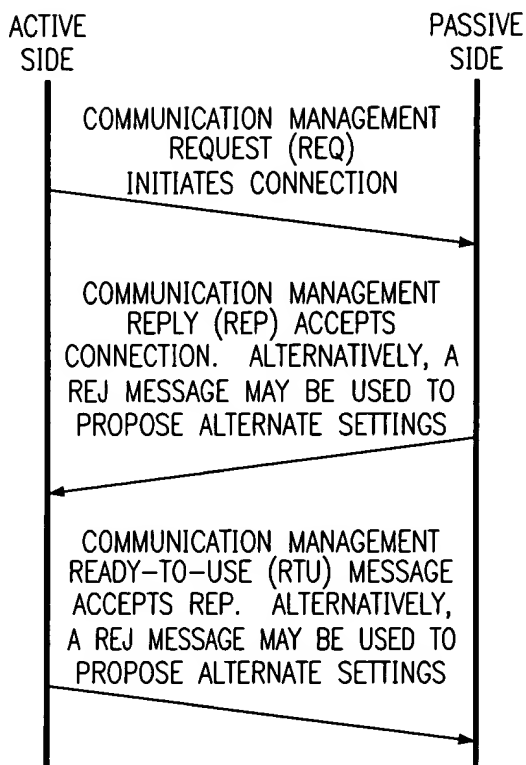 ACTIVE
SIDE
PASSIVE
SIDE
COMMUNICATION MANAGEMENT
REQUEST (REQ)
INITIATES CONNECTION
COMMUNICATION MANAGEMENT
REPLY (REP) ACCEPTS
CONNECTION. ALTERNATIVELY, A
REJ MESSAGE MAY BE USED TO
PROPOSE ALTERNATE SETTINGS
COMMUNICATION MANAGEMENT
READY-TO-USE (RTU) MESSAGE
ACCEPTS REP. ALTERNATIVELY,
A REJ MESSAGE MAY BE USED TO
PROPOSE ALTERNATE SETTINGS